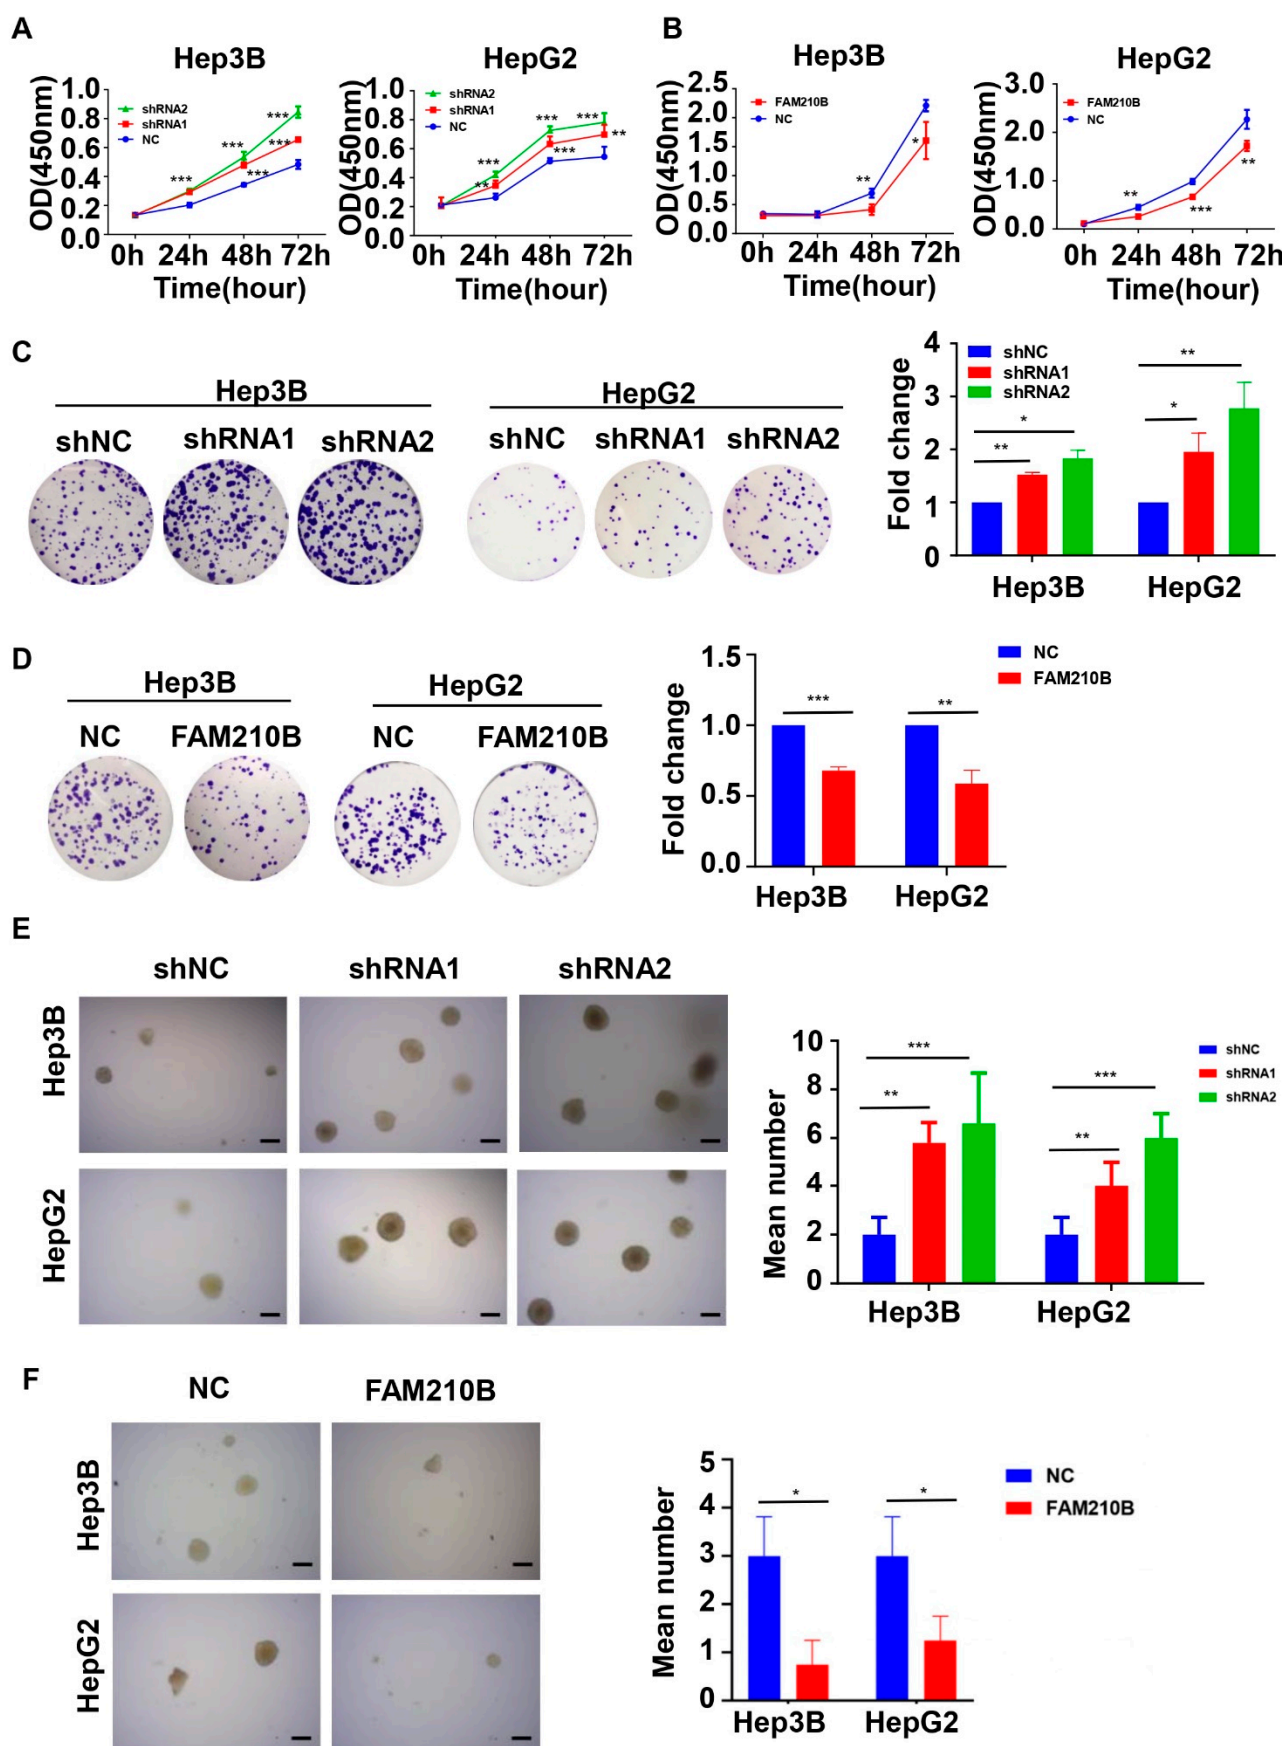 A
Hep3B
OD(450nm)
1.0
0.8
0.6
0.4
0.2
0.0
shRNA2
shRNA1
NC
***
***
***
***
***
0h 24h 48h 72h
Time(hour)
HepG2
OD(450nm)
1.0
0.8
0.6
0.4
0.2
0.0
shRNA2
shRNA1
NC
***
**
***
***
***
**
0h 24h 48h 72h
Time(hour)
B
Hep3B
OD(450nm)
2.5
2.0
1.5
1.0
0.5
0.0
FAM210B
NC
**
*
0h 24h 48h 72h
Time(hour)
HepG2
OD(450nm)
3.0
2.0
1.0
0.0
FAM210B
NC
**
***
**
0h 24h 48h 72h
Time(hour)
C
Hep3B
shNC shRNA1 shRNA2
HepG2
shNC shRNA1 shRNA2
Fold change
4
3
2
1
0
shNC
shRNA1
shRNA2
**
*
*
**
Hep3B HepG2
D
Hep3B
NC FAM210B
HepG2
NC FAM210B
Fold change
1.5
1.0
0.5
0.0
***
**
NC
FAM210B
Hep3B HepG2
E
shNC shRNA1 shRNA2
Hep3B
HepG2
Mean number
10
8
6
4
2
0
***
**
***
**
shNC
shRNA1
shRNA2
Hep3B HepG2
F
NC FAM210B
Hep3B
HepG2
Mean number
5
4
3
2
1
0
*
*
NC
FAM210B
Hep3B HepG2